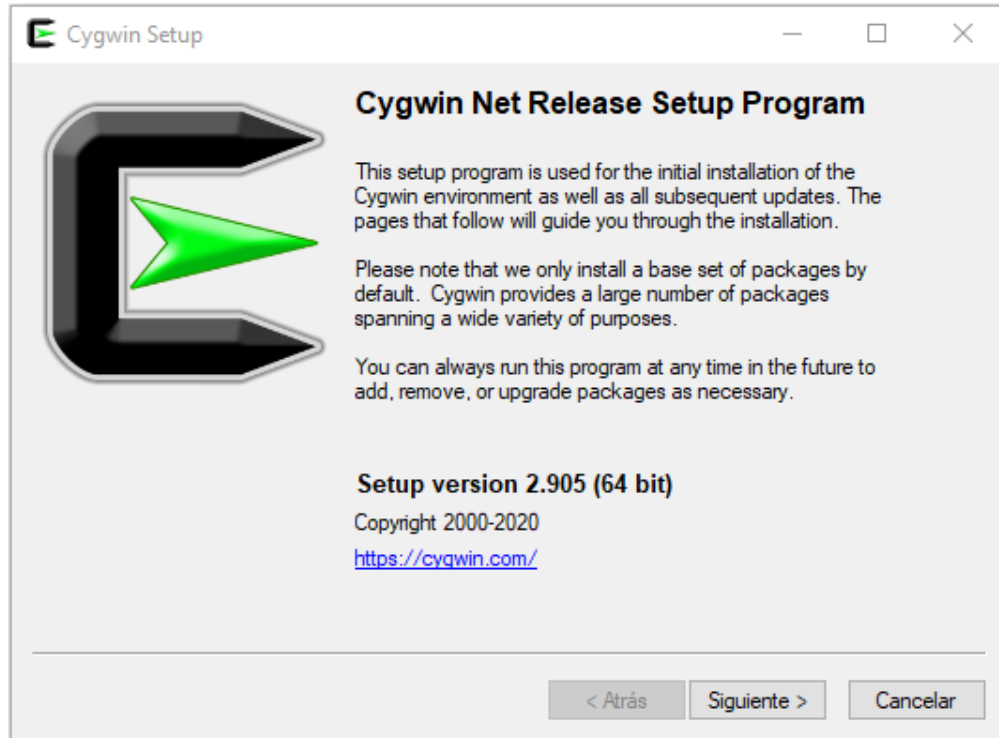 Cygwin Setup
Cygwin Net Release Setup Program
This setup program is used for the initial installation of the
Cygwin environment as well as all subsequent updates. The
pages that follow will guide you through the installation.
Please note that we only install a base set of packages by
default. Cygwin provides a large number of packages
spanning a wide variety of purposes.
You can always run this program at any time in the future to
add, remove, or upgrade packages as necessary.
Setup version 2.905 (64 bit)
Copyright 2000-2020
https://cygwin.com/
< Atrás Siguiente > Cancelar